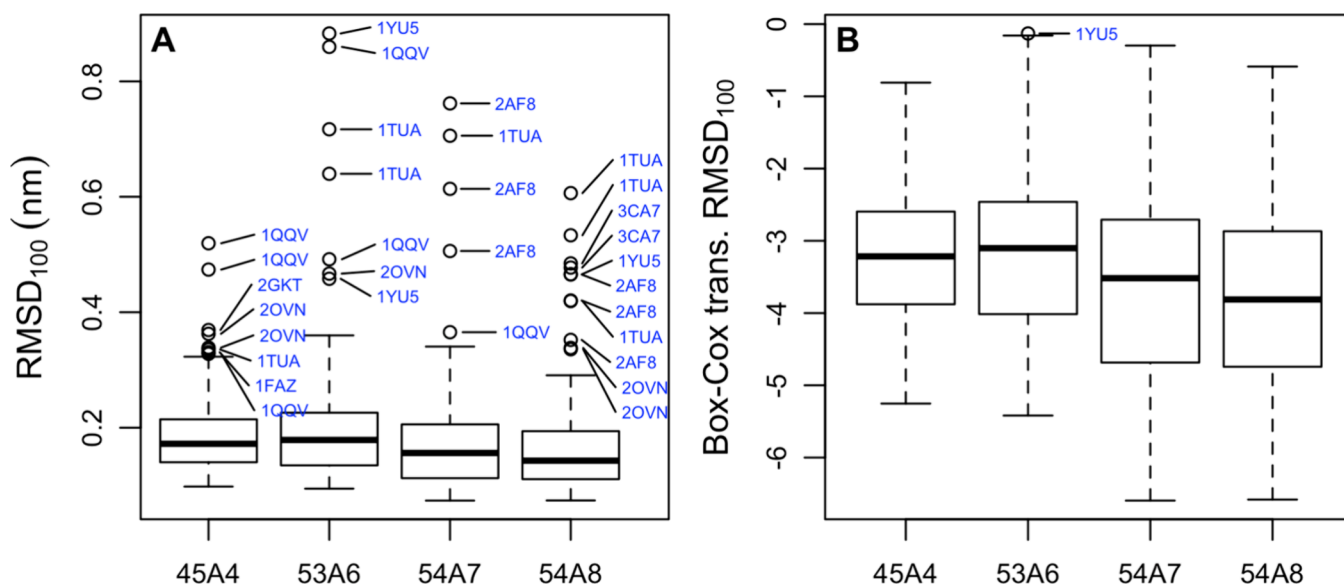 A
RMSD100 (nm)
0.8
0.6
0.4
0.2
1QQV
1QQV
2GKT
2OVN
2OVN
1TUA
1FAZ
1QQV
1YU5
1QQV
1TUA
1TUA
1QQV
2OVN
1YU5
2AF8
1TUA
2AF8
2AF8
1QQV
1TUA
1TUA
3CA7
3CA7
1YU5
2AF8
2AF8
1TUA
2AF8
2OVN
2OVN
45A4 53A6 54A7 54A8
B
Box-Cox trans. RMSD100
0
-1
-2
-3
-4
-5
-6
1YU5
45A4 53A6 54A7 54A8